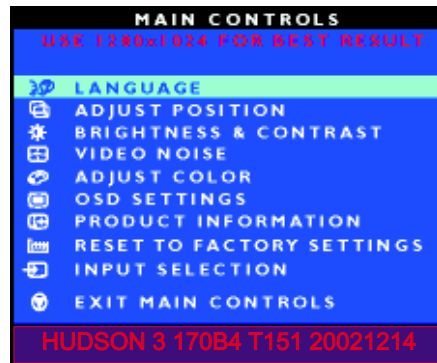 MAIN CONTROLS
USE 1280x1024 FOR BEST RESULT
LANGUAGE
ADJUST POSITION
BRIGHTNESS & CONTRAST
VIDEO NOISE
ADJUST COLOR
OSD SETTINGS
PRODUCT INFORMATION
RESET TO FACTORY SETTINGS
INPUT SELECTION
EXIT MAIN CONTROLS
HUDSON 3 170B4 T151 20021214